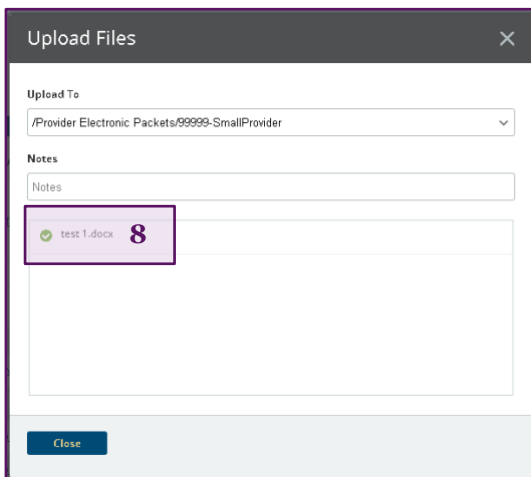 Upload Files
Upload To
/Provider Electronic Packets/99999-SmallProvider
Notes
Notes
test 1.docx 8
Close